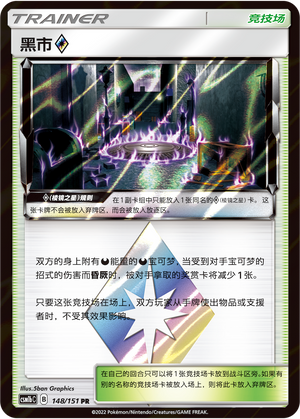 TRAINER 竞技场
黑市◇
◇(棱镜之星)规则
在1副卡组中只能放入1张同名的◇(棱镜之星)卡。这
张卡牌不会被放入弃牌区,而会被放入放逐区。
双方的身上附有能量的宝可梦,当受到对手宝可梦的
招式的伤害而昏厥时,被对手拿取的奖赏卡将减少1张。
只要这张竞技场在场上,双方玩家从手牌使出物品或支援
者时,不受其效果影响。
在自己的回合只可以将1张竞技场卡放到战斗区旁。如果有
别的名称的竞技场卡被放入场上,则将此卡放入弃牌区。
Illus.5ban Graphics
csm1h C B 148/151 PR
©2022 Pokémon/Nintendo/Creatures/GAME FREAK.